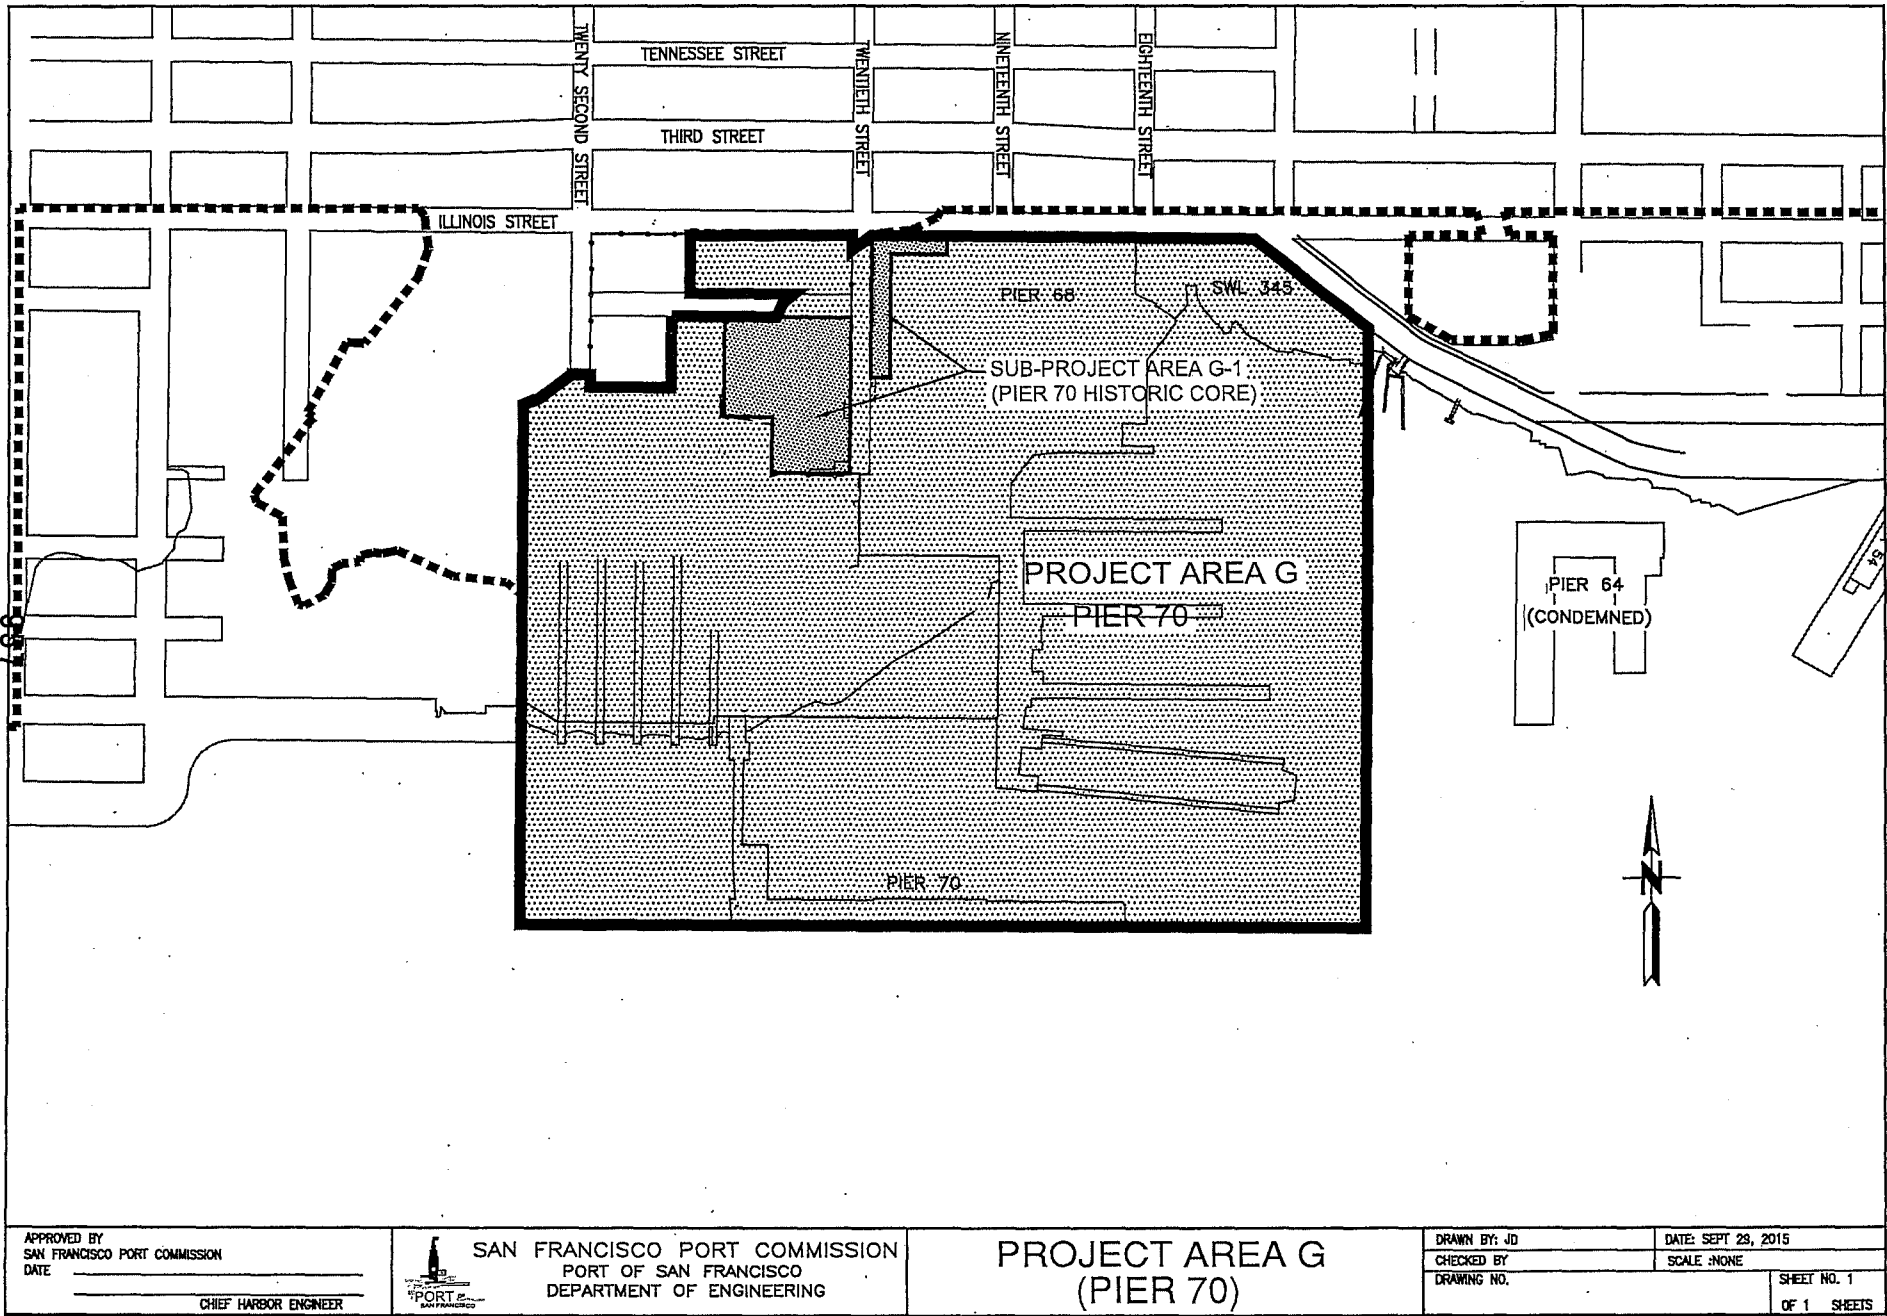 TENNESSEE STREET
THIRD STREET
TWENTY SECOND STREET
TWENTIETH STREET
NINETEENTH STREET
EIGHTEENTH STREET
ILLINOIS STREET
PIER 68
SWL 345
SUB-PROJECT AREA G-1
(PIER 70 HISTORIC CORE)
PROJECT AREA G
PIER 70
PIER 64
(CONDEMNED)
54
PIER 70
N
APPROVED BY
SAN FRANCISCO PORT COMMISSION
DATE
CHIEF HARBOR ENGINEER
PORT
SAN FRANCISCO
SAN FRANCISCO PORT COMMISSION
PORT OF SAN FRANCISCO
DEPARTMENT OF ENGINEERING
PROJECT AREA G
(PIER 70)
DRAWN BY: JD
CHECKED BY
DRAWING NO.
DATE: SEPT 29, 2015
SCALE :NONE
SHEET NO. 1
OF 1 SHEETS